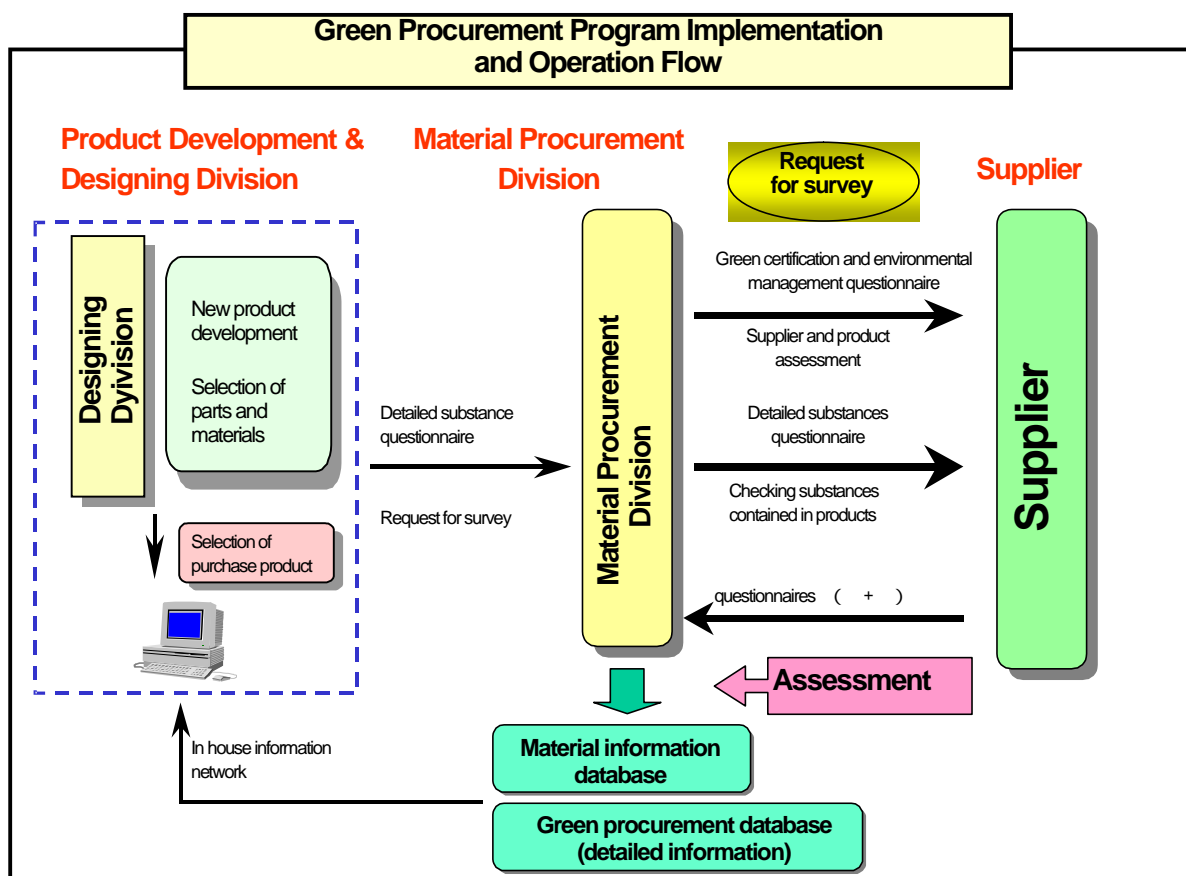 Green Procurement Program Implementation
and Operation Flow
Product Development &
Designing Division
Material Procurement
Division
Request
for survey
Supplier
Designing
Dyivision
New product
development
Selection of
parts and
materials
Selection of
purchase product
Detailed substance
questionnaire
Request for survey
Material Procurement
Division
Green certification and environmental
management questionnaire
Supplier and product
assessment
Detailed substances
questionnaire
Checking substances
contained in products
questionnaires ( + )
Supplier
Assessment
In house information
network
Material information
database
Green procurement database
(detailed information)